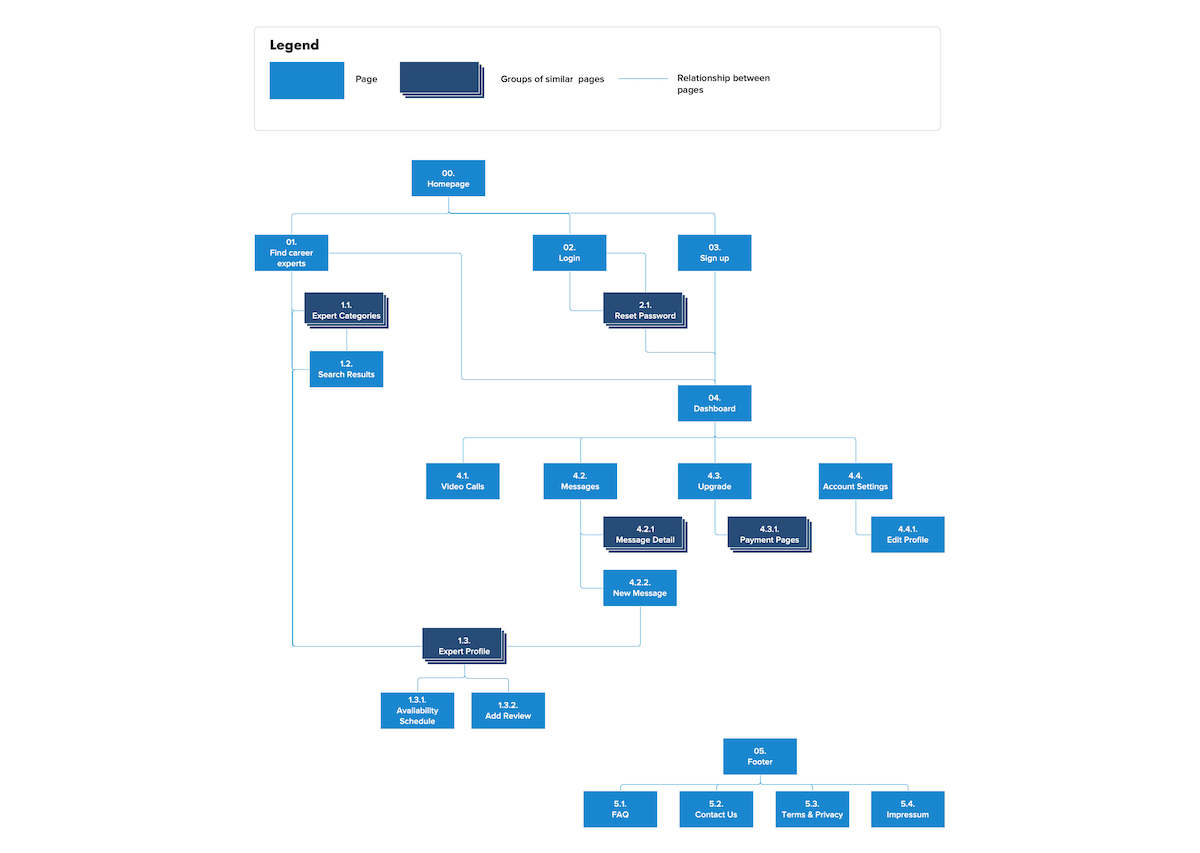 Legend
Page
Groups of similar pages
Relationship between
pages
00.
Homepage
01.
Find career
experts
02.
Login
03.
Sign up
1.1.
Expert Categories
2.1.
Reset Password
1.2.
Search Results
04.
Dashboard
4.1.
Video Calls
4.2.
Messages
4.3.
Upgrade
4.4.
Account Settings
4.2.1
Message Detail
4.3.1.
Payment Pages
4.4.1.
Edit Profile
4.2.2.
New Message
1.3.
Expert Profile
1.3.1.
Availability
Schedule
1.3.2.
Add Review
05.
Footer
5.1.
FAQ
5.2.
Contact Us
5.3.
Terms & Privacy
5.4.
Impressum